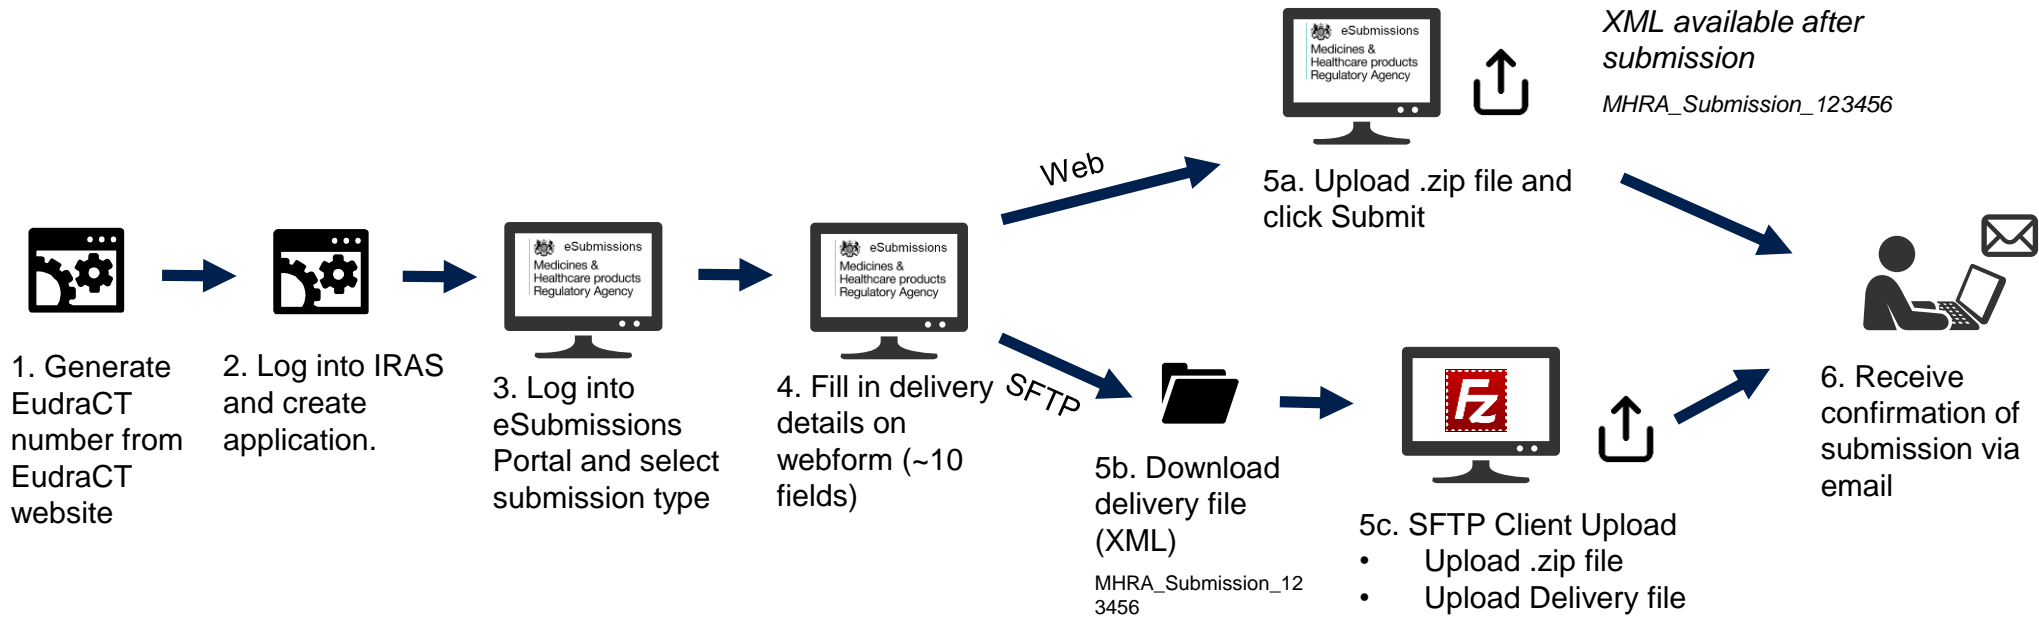 1. Generate
EudraCT
number from
EudraCT
website
2. Log into IRAS
and create
application.
eSubmissions
Medicines &
Healthcare products
Regulatory Agency
3. Log into
eSubmissions
Portal and select
submission type
eSubmissions
Medicines &
Healthcare products
Regulatory Agency
4. Fill in delivery
details on
webform (~10
fields)
Web
eSubmissions
Medicines &
Healthcare products
Regulatory Agency
XML available after
submission
MHRA_Submission_123456
5a. Upload .zip file and
click Submit
SFTP
5b. Download
delivery file
(XML)
MHRA_Submission_12
3456
Fz
5c. SFTP Client Upload
• Upload .zip file
• Upload Delivery file
6. Receive
confirmation of
submission via
email